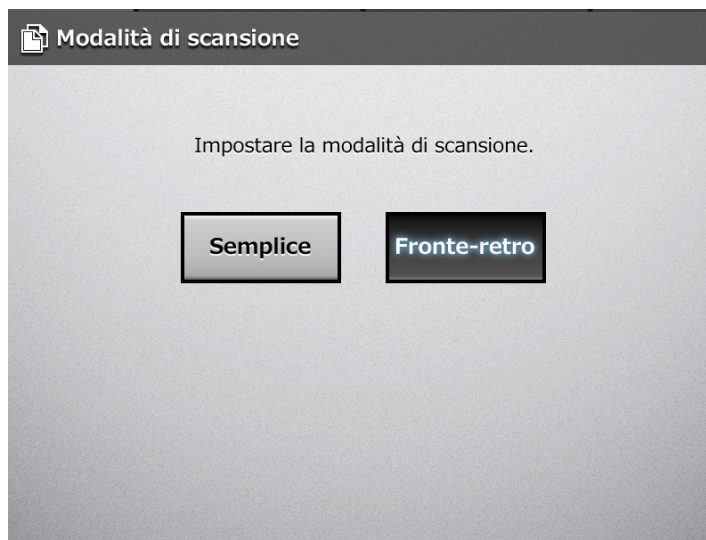 Modalità di scansione
Impostare la modalità di scansione.
Semplice
Fronte-retro